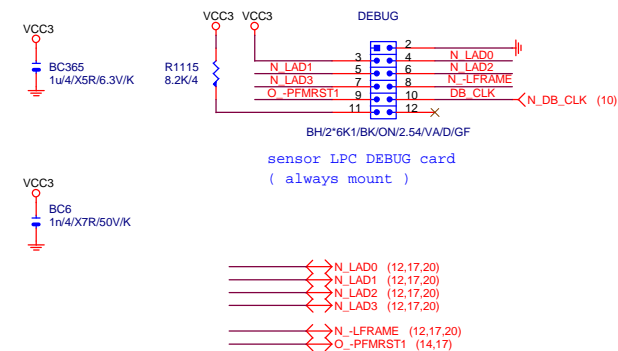 VCC3 VCC3 DEBUG
VCC3
2
3 4 N_LAD0
BC365 R1115 N_LAD1 5 6 N_LAD2
1u/4/X5R/6.3V/K 8.2K/4 N_LAD3 7 8 N_-LFRAME
O_-PFMRST1 9 10 DB_CLK N_DB_CLK (10)
11 12
BH/2*6K1/BK/ON/2.54/VA/D/GF
sensor LPC DEBUG card
( always mount )
VCC3
BC6
1n/4/X7R/50V/K
N_LAD0 (12,17,20)
N_LAD1 (12,17,20)
N_LAD2 (12,17,20)
N_LAD3 (12,17,20)
N_-LFRAME (12,17,20)
O_-PFMRST1 (14,17)